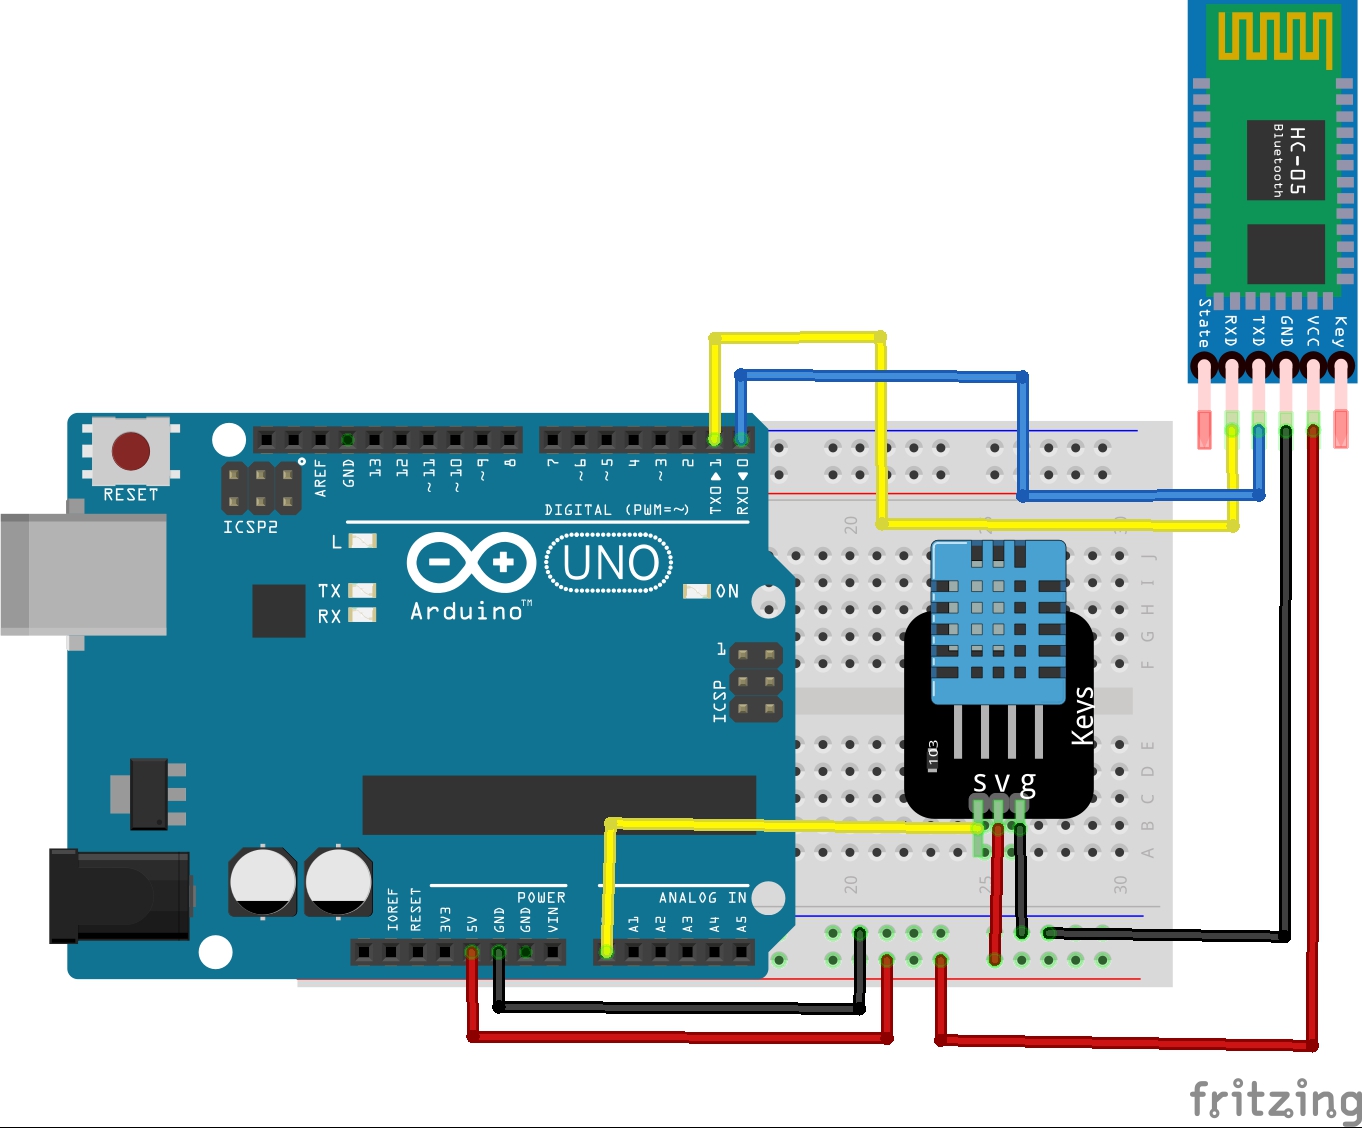 HC-05
Bluetooth
State
RXD
TXD
GND
VCC
Key
RESET
ICSP2
AREF
GND
13
12
~11
~10
~9
8
7
~6
~5
4
~3
2
TX0 1
RX0 0
DIGITAL (PWM=~)
L
TX
RX
UNO
Arduino™
ON
1
ICSP
20
J
I
H
G
F
E
D
C
B
A
Keys
103
s v g
20
25
30
IOREF
RESET
3V3
5V
GND
GND
VIN
POWER
ANALOG IN
A1
A2
A3
A4
A5
fritzing